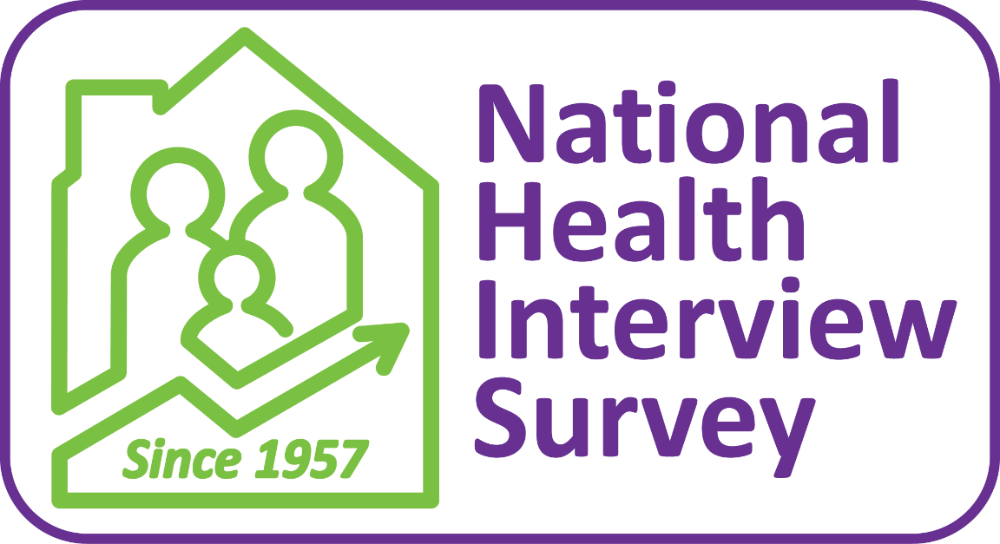 National
Health
Interview
Survey
Since 1957